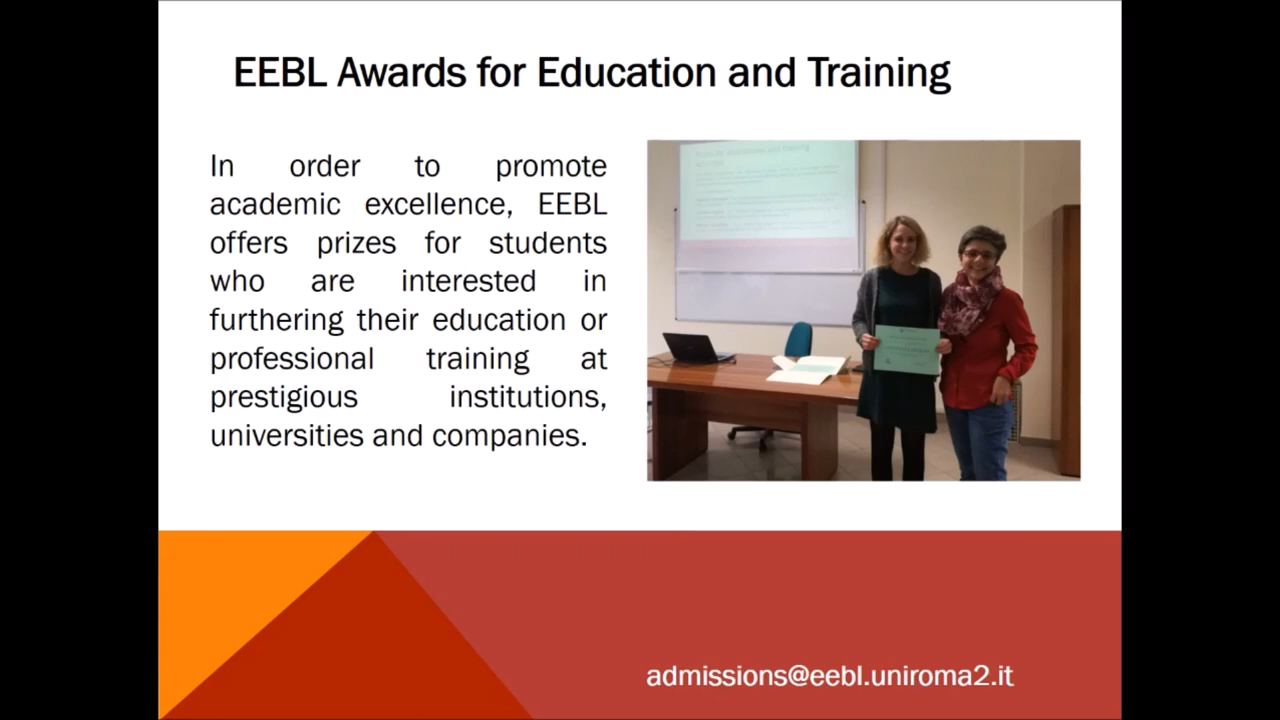 EEBL Awards for Education and Training
In order to promote
academic excellence, EEBL
offers prizes for students
who are interested in
furthering their education or
professional training at
prestigious institutions,
universities and companies.
admissions@eebl.uniroma2.it